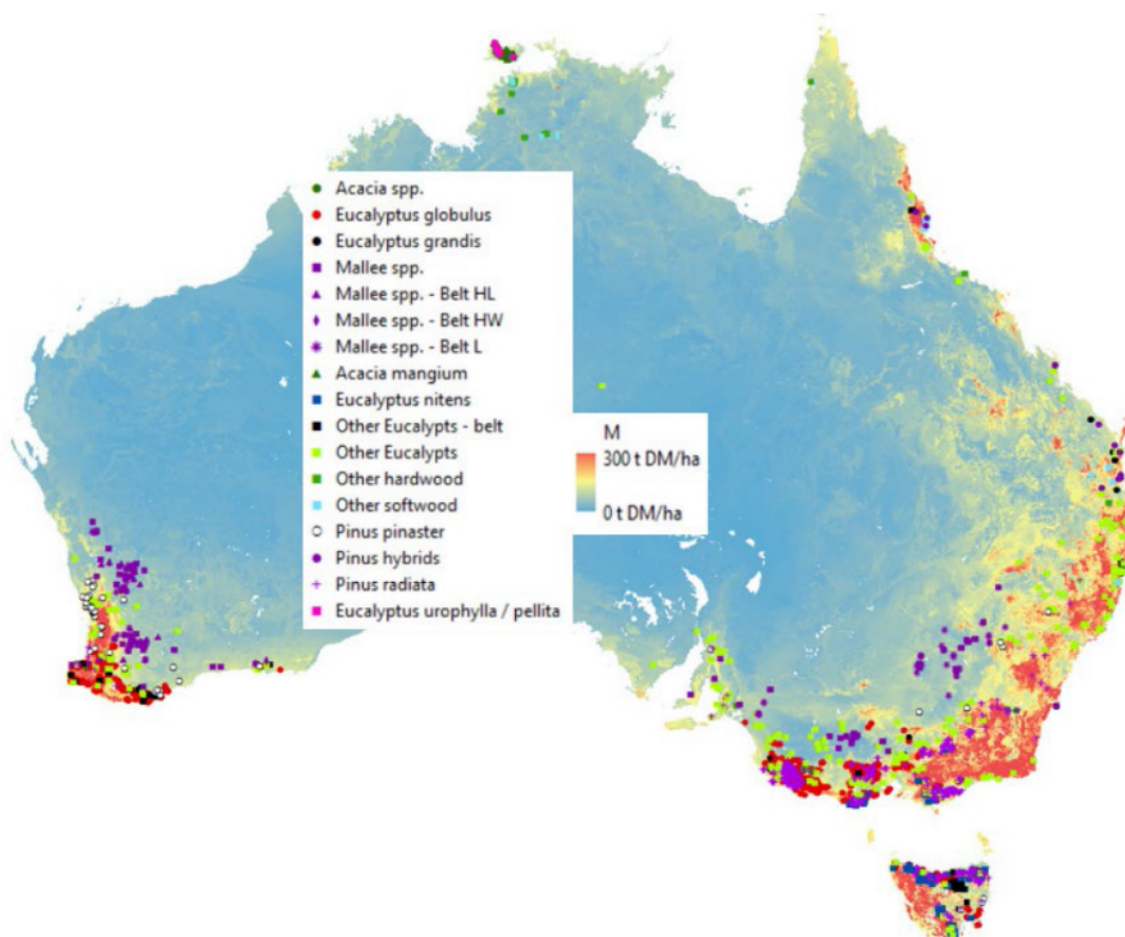 Acacia spp.
Eucalyptus globulus
Eucalyptus grandis
Mallee spp.
Mallee spp. - Belt HL
Mallee spp. - Belt HW
Mallee spp. - Belt L
Acacia mangium
Eucalyptus nitens
Other Eucalypts - belt
Other Eucalypts
Other hardwood
Other softwood
Pinus pinaster
Pinus hybrids
Pinus radiata
Eucalyptus urophylla / pellita
M
300 t DM/ha
0 t DM/ha